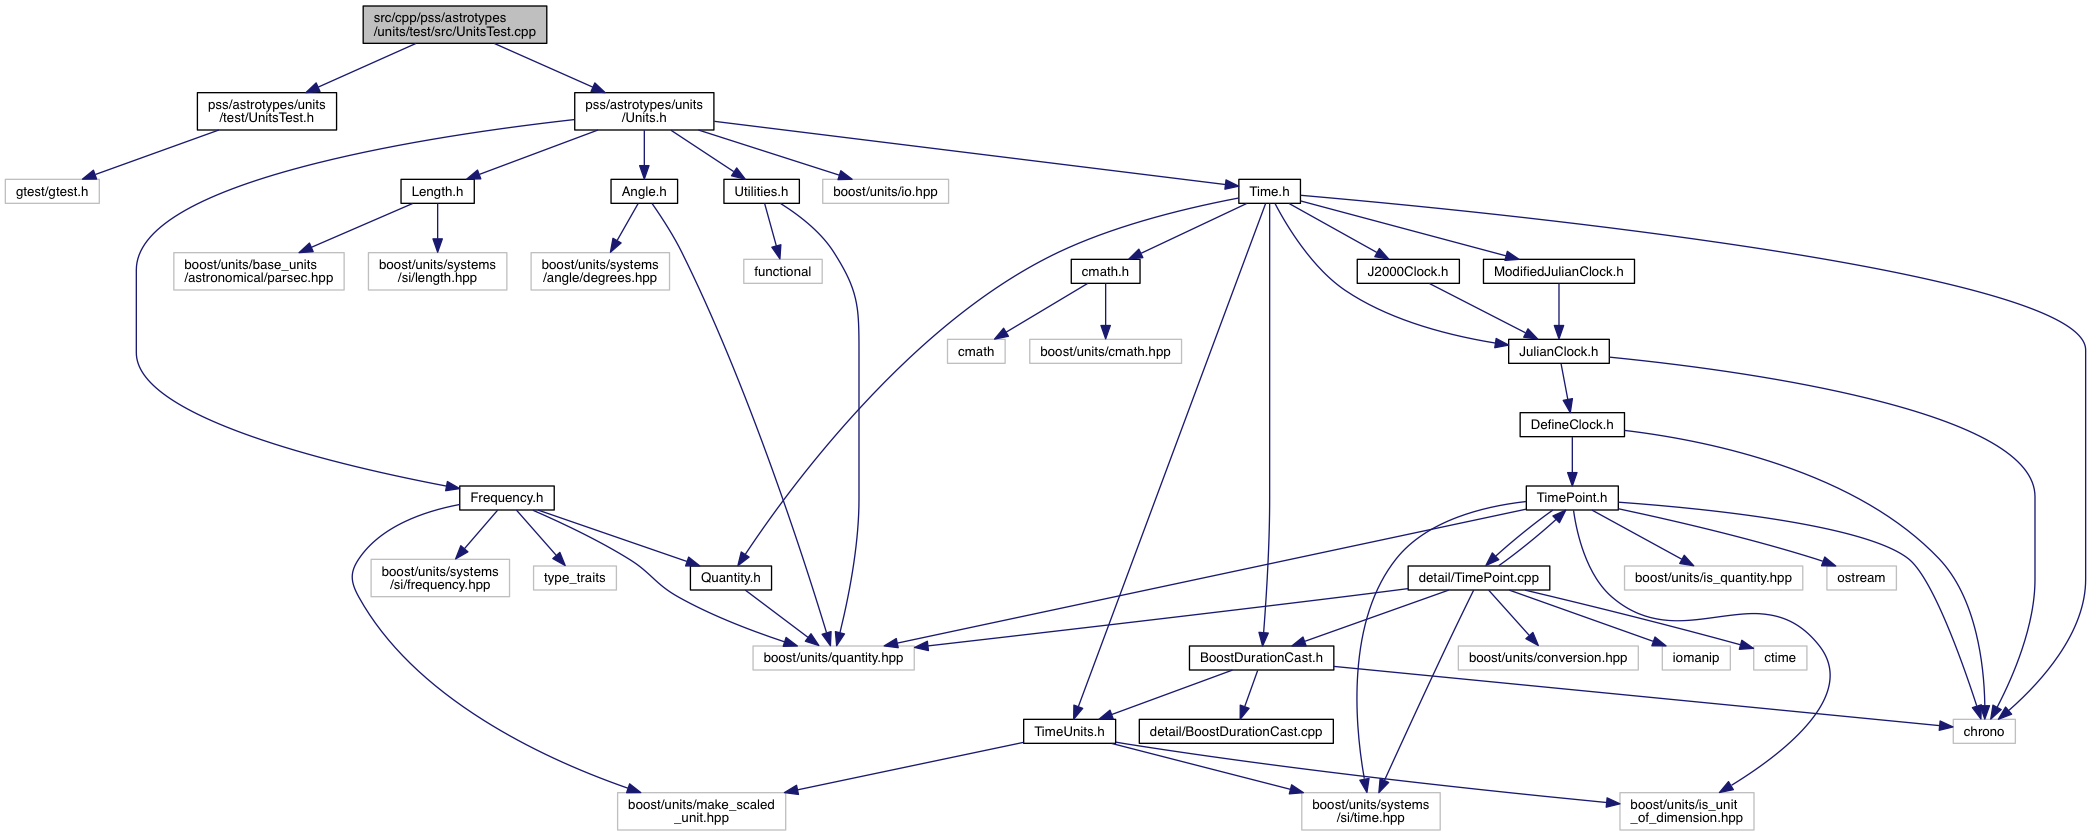 src/cpp/pss/astrotypes
/units/test/src/UnitsTest.cpp
pss/astrotypes/units
/test/UnitsTest.h
pss/astrotypes/units
/Units.h
gtest/gtest.h
Length.h
Angle.h
Utilities.h
boost/units/io.hpp
Time.h
boost/units/base_units
/astronomical/parsec.hpp
boost/units/systems
/si/length.hpp
boost/units/systems
/angle/degrees.hpp
functional
cmath.h
J2000Clock.h
ModifiedJulianClock.h
cmath
boost/units/cmath.hpp
JulianClock.h
DefineClock.h
Frequency.h
TimePoint.h
boost/units/systems
/si/frequency.hpp
type_traits
Quantity.h
detail/TimePoint.cpp
boost/units/is_quantity.hpp
ostream
boost/units/quantity.hpp
BoostDurationCast.h
boost/units/conversion.hpp
iomanip
ctime
TimeUnits.h
detail/BoostDurationCast.cpp
chrono
boost/units/make_scaled
_unit.hpp
boost/units/systems
/si/time.hpp
boost/units/is_unit
_of_dimension.hpp